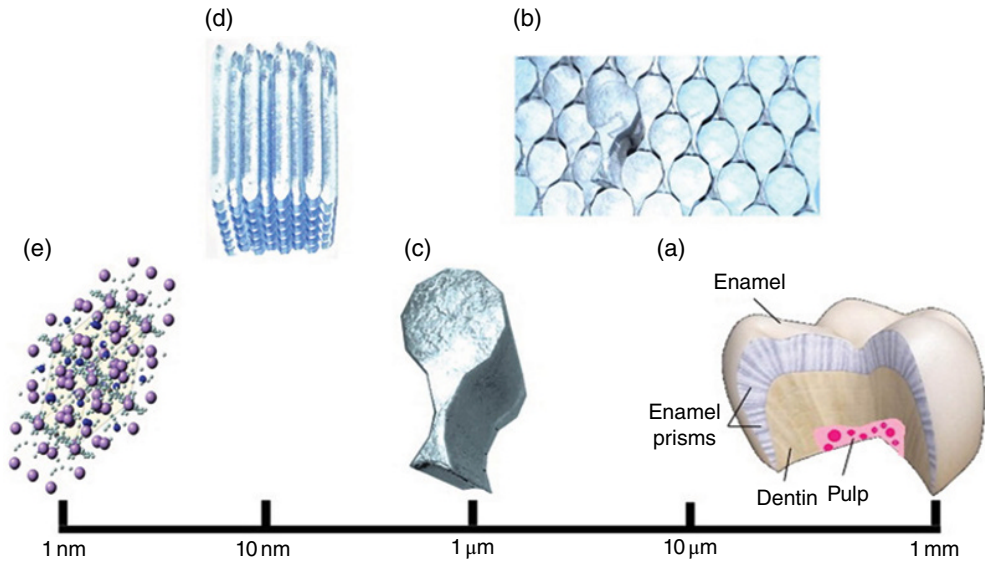 (d)
(b)
(e)
(c)
(a)
Enamel
Enamel
prisms
Dentin
Pulp
1 nm
10 nm
1 μm
10 μm
1 mm